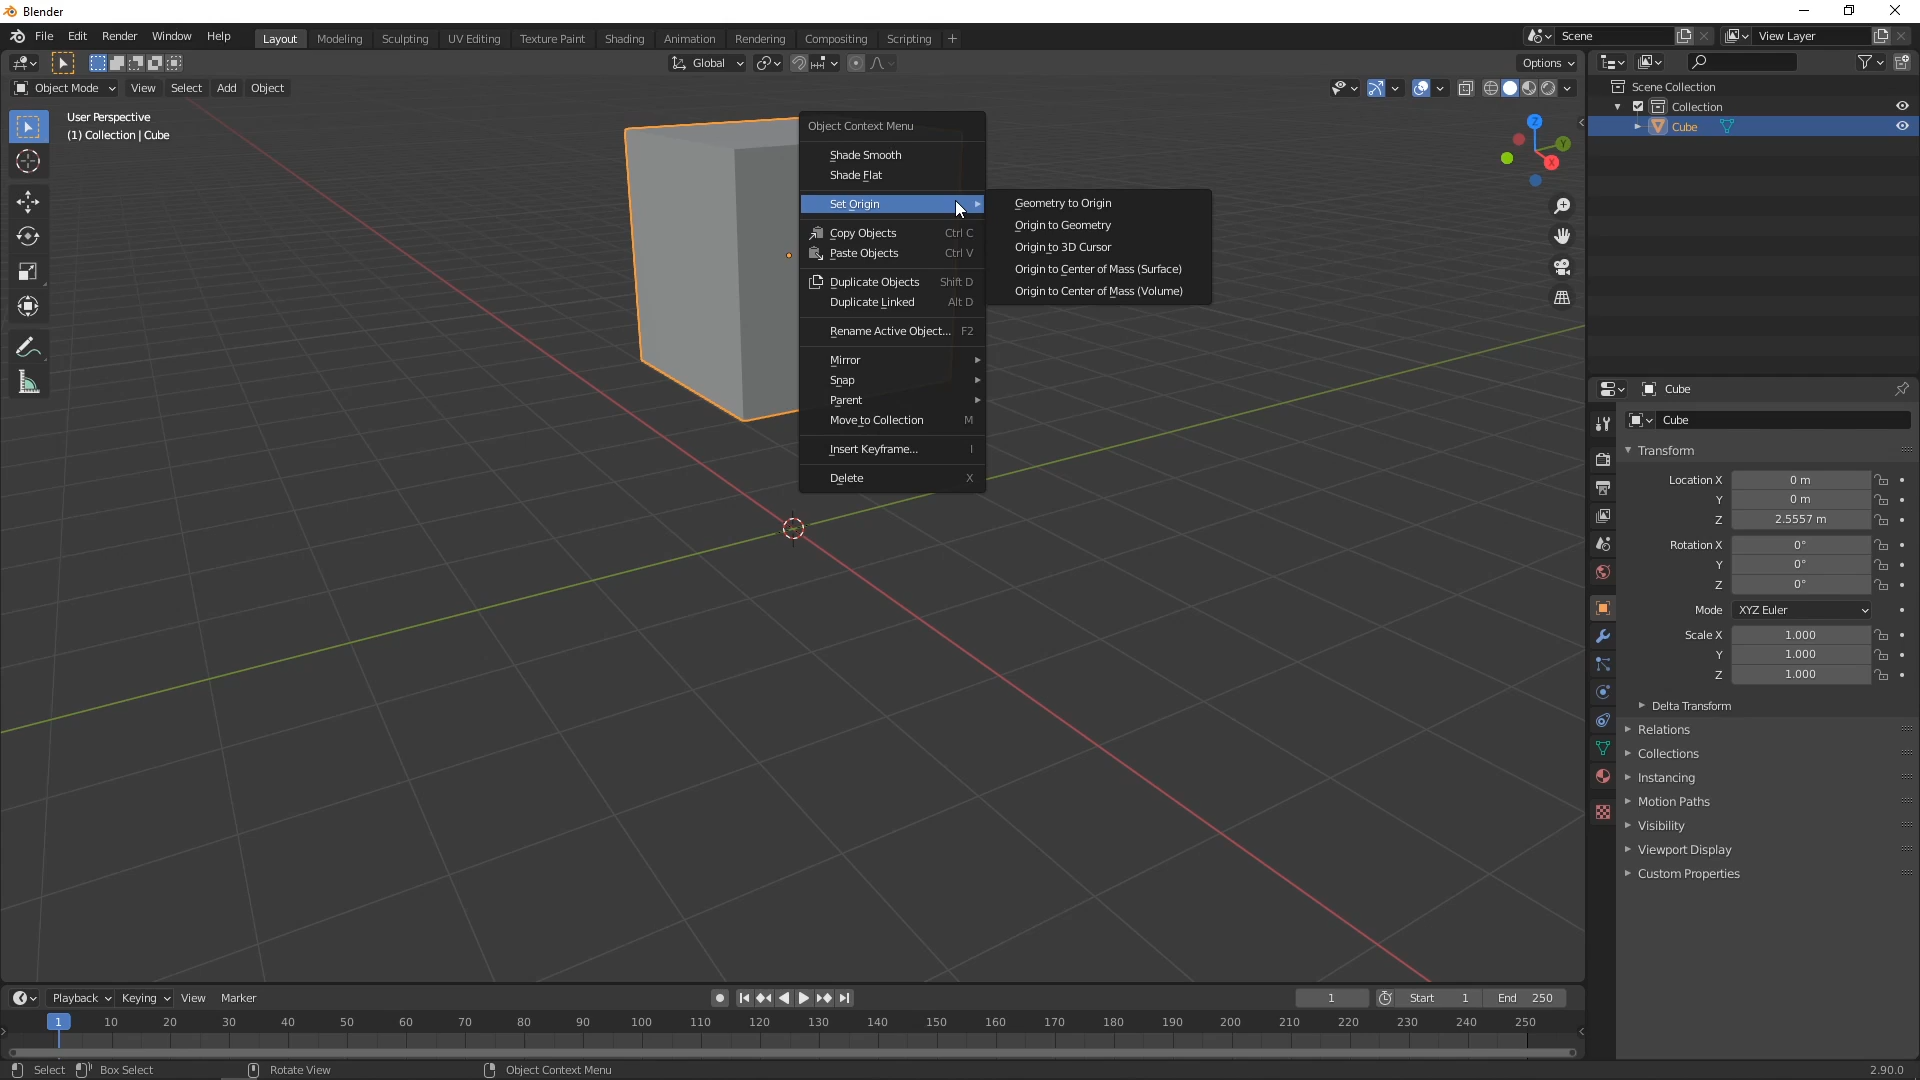 Blender
File Edit Render Window Help Layout Modeling Sculpting UV Editing Texture Paint Shading Animation Rendering Compositing Scripting + Scene View Layer
Global Options
Object Mode View Select Add Object
User Perspective
(1) Collection | Cube
Object Context Menu
Shade Smooth
Shade Flat
Set Origin
Copy Objects Ctrl C
Paste Objects Ctrl V
Duplicate Objects Shift D
Duplicate Linked Alt D
Rename Active Object... F2
Mirror
Snap
Parent
Move to Collection M
Insert Keyframe... I
Delete X
Geometry to Origin
Origin to Geometry
Origin to 3D Cursor
Origin to Center of Mass (Surface)
Origin to Center of Mass (Volume)
Z
Y
X
Scene Collection
Collection
Cube
Cube
Cube
Transform
Location X 0 m
Y 0 m
Z 2.5557 m
Rotation X 0°
Y 0°
Z 0°
Mode XYZ Euler
Scale X 1.000
Y 1.000
Z 1.000
Delta Transform
Relations
Collections
Instancing
Motion Paths
Visibility
Viewport Display
Custom Properties
Playback Keying View Marker 1 Start 1 End 250
1 10 20 30 40 50 60 70 80 90 100 110 120 130 140 150 160 170 180 190 200 210 220 230 240 250
Select Box Select Rotate View Object Context Menu 2.90.0